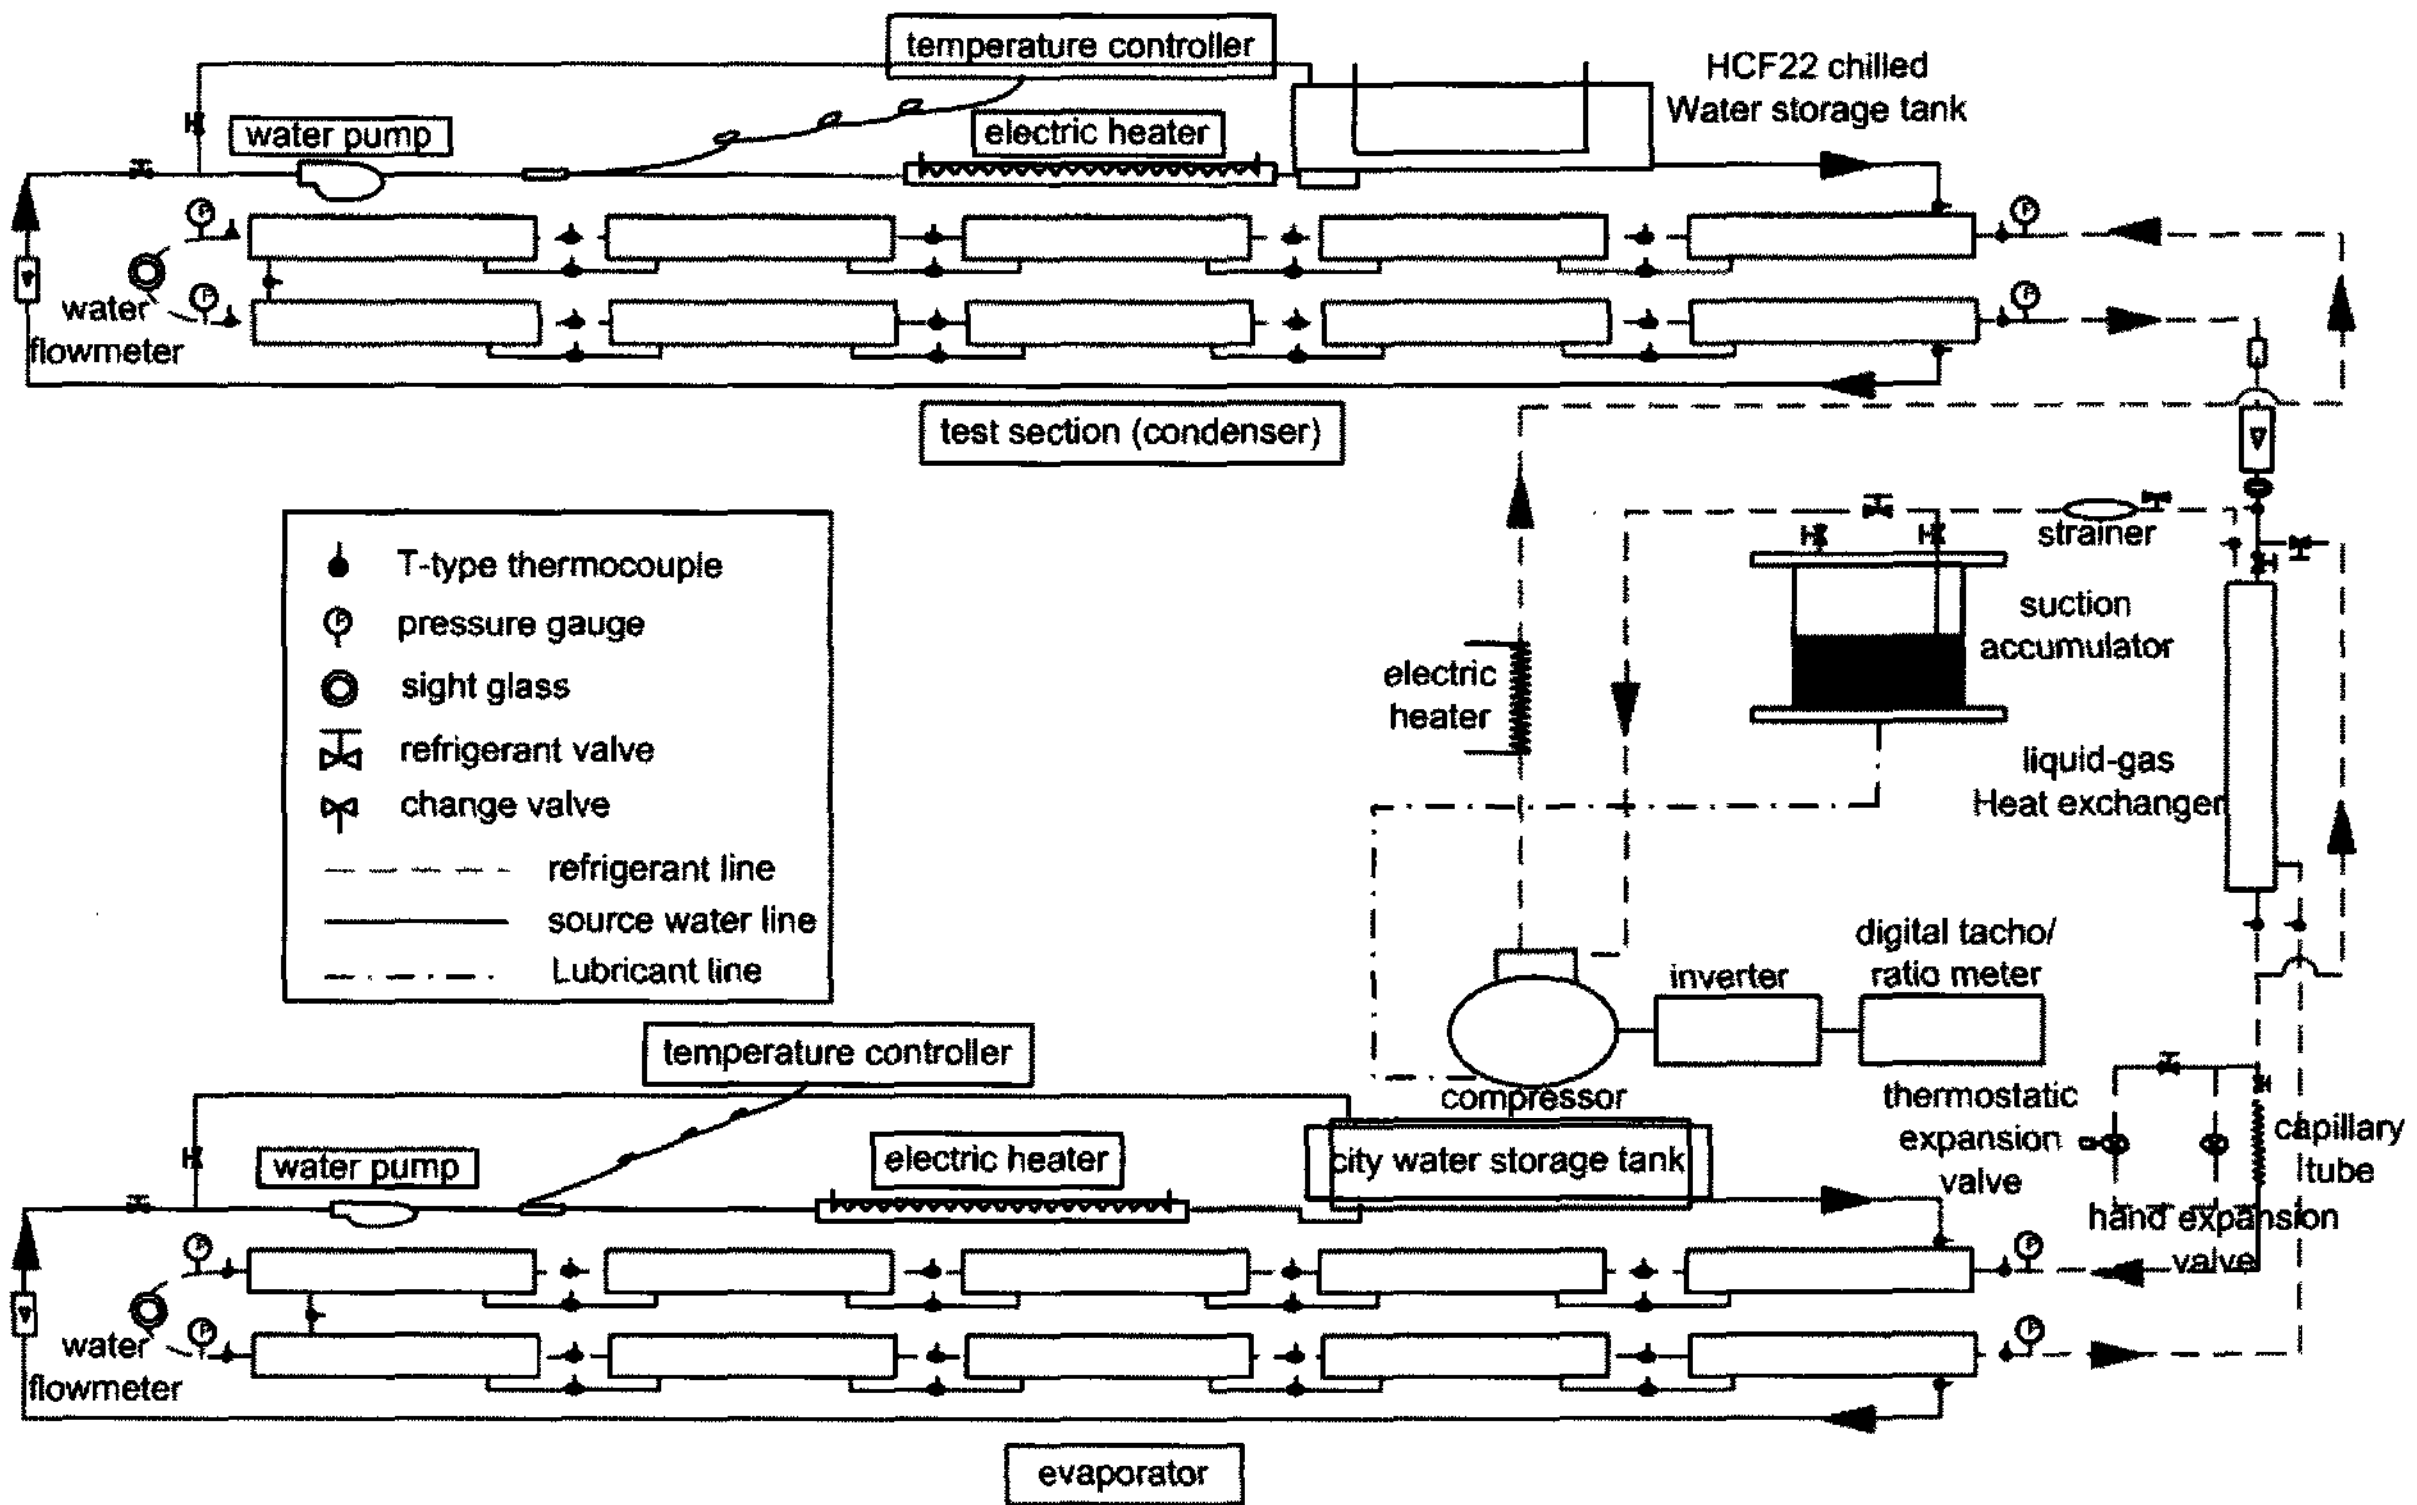 temperature controller
HCF22 chilled
Water storage tank
water pump
electric heater
water
flowmeter
test section (condenser)
T-type thermocouple
pressure gauge
sight glass
refrigerant valve
change valve
refrigerant line
source water line
Lubricant line
strainer
suction
accumulator
electric
heater
liquid-gas
Heat exchanger
digital tacho/
ratio meter
inverter
compressor
temperature controller
water pump
electric heater
city water storage tank
thermostatic
expansion
valve
capillary
tube
hand expansion
valve
water
flowmeter
evaporator